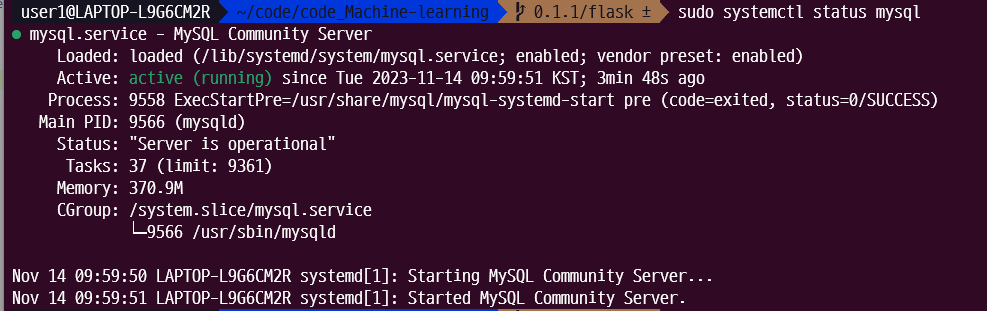 user1@LAPTOP-L9G6CM2R ~/code/code_Machine-learning 0.1.1/flask ± sudo systemctl status mysql
● mysql.service - MySQL Community Server
Loaded: loaded (/lib/systemd/system/mysql.service; enabled; vendor preset: enabled)
Active: active (running) since Tue 2023-11-14 09:59:51 KST; 3min 48s ago
Process: 9558 ExecStartPre=/usr/share/mysql/mysql-systemd-start pre (code=exited, status=0/SUCCESS)
Main PID: 9566 (mysqld)
Status: "Server is operational"
Tasks: 37 (limit: 9361)
Memory: 370.9M
CGroup: /system.slice/mysql.service
└─9566 /usr/sbin/mysqld
Nov 14 09:59:50 LAPTOP-L9G6CM2R systemd[1]: Starting MySQL Community Server...
Nov 14 09:59:51 LAPTOP-L9G6CM2R systemd[1]: Started MySQL Community Server.